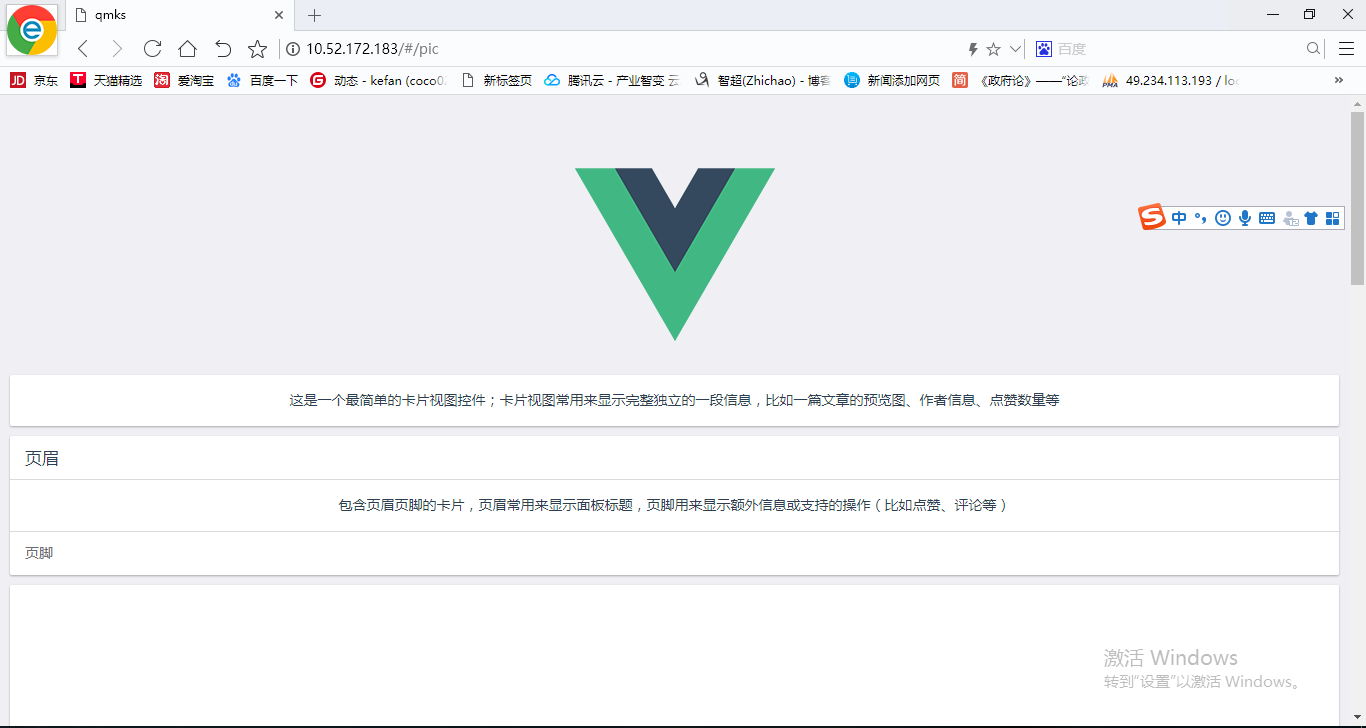 qmks
10.52.172.183/#/pic
百度
JD 京东 T 天猫精选 淘 爱淘宝 百度一下 G 动态 - kefan (coco0 新标签页 腾讯云 - 产业智变 云 智超(Zhichao) - 博客 新闻添加网页 简 《政府论》——“论政 PMA 49.234.113.193 / loc »
S 中
这是一个最简单的卡片视图控件；卡片视图常用来显示完整独立的一段信息，比如一篇文章的预览图、作者信息、点赞数量等
页眉
包含页眉页脚的卡片，页眉常用来显示面板标题，页脚用来显示额外信息或支持的操作（比如点赞、评论等）
页脚
激活 Windows
转到“设置”以激活 Windows。